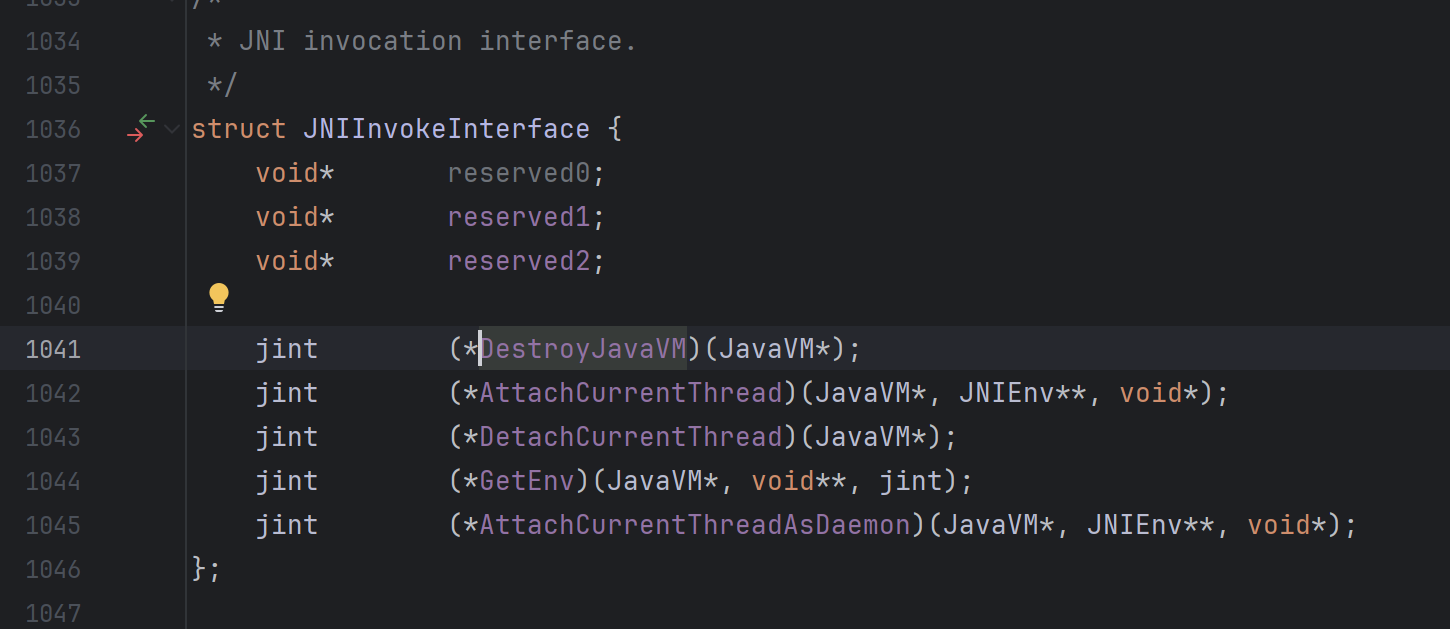 1033 /*
1034  * JNI invocation interface.
1035  */
1036 struct JNIInvokeInterface {
1037     void*       reserved0;
1038     void*       reserved1;
1039     void*       reserved2;
1040
1041     jint        (*DestroyJavaVM)(JavaVM*);
1042     jint        (*AttachCurrentThread)(JavaVM*, JNIEnv**, void*);
1043     jint        (*DetachCurrentThread)(JavaVM*);
1044     jint        (*GetEnv)(JavaVM*, void**, jint);
1045     jint        (*AttachCurrentThreadAsDaemon)(JavaVM*, JNIEnv**, void*);
1046 };
1047